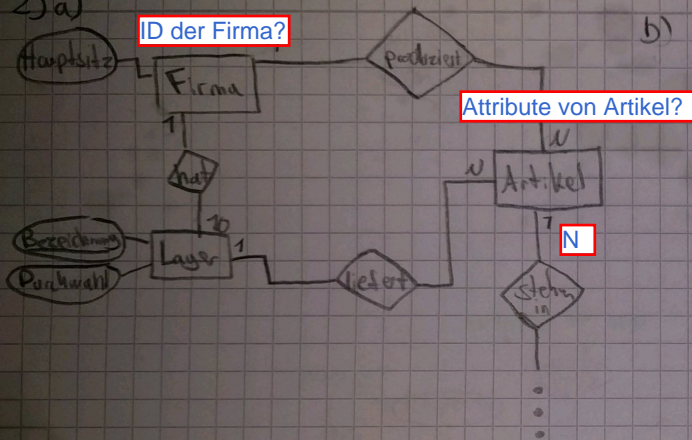 2) a)
b)
ID der Firma?
Hauptsitz
Firma
produziert
Attribute von Artikel?
1
N
hat
Artikel
N
10
1
N
Bezeichnung
Lager
1
Durchwahl
liefert
stehen
in